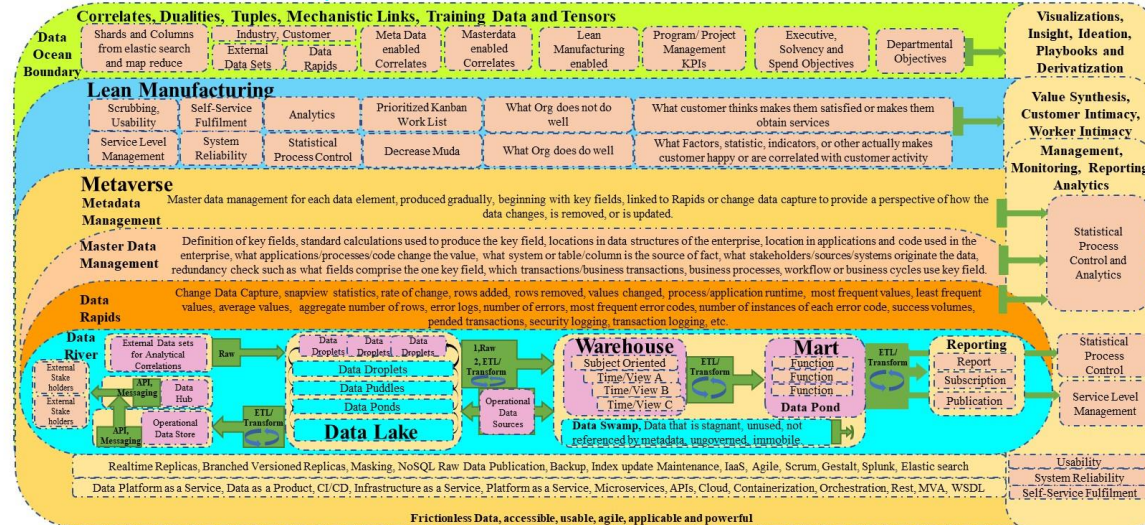 Correlates, Dualities, Tuples, Mechanistic Links, Training Data and Tensors
Data
Ocean
Boundary
Shards and Columns
from elastic search
and map reduce
Industry, Customer
External
Data Sets
Data
Rapids
Meta Data
enabled
Correlates
Masterdata
enabled
Correlates
Lean
Manufacturing
enabled
Program/ Project
Management
KPIs
Executive,
Solvency and
Spend Objectives
Departmental
Objectives
Visualizations,
Insight, Ideation,
Playbooks and
Derivatization
Lean Manufacturing
Scrubbing,
Usability
Self-Service
Fulfilment
Analytics
Prioritized Kanban
Work List
What Org does not do
well
What customer thinks makes them satisfied or makes them
obtain services
Service Level
Management
System
Reliability
Statistical
Process Control
Decrease Muda
What Org does do well
What Factors, statistic, indicators, or other actually makes
customer happy or are correlated with customer activity
Value Synthesis,
Customer Intimacy,
Worker Intimacy
Management,
Monitoring, Reporting
Analytics
Metaverse
Metadata
Management
Master data management for each data element, produced gradually, beginning with key fields, linked to Rapids or change data capture to provide a perspective of how the
data changes, is removed, or is updated.
Master Data
Management
Definition of key fields, standard calculations used to produce the key field, locations in data structures of the enterprise, location in applications and code used in the
enterprise, what applications/processes/code change the value, what system or table/column is the source of fact, what stakeholders/sources/systems originate the data,
redundancy check such as what fields comprise the one key field, which transactions/business transactions, business processes, workflow or business cycles use key field.
Statistical
Process
Control and
Analytics
Data
Rapids
Change Data Capture, snapview statistics, rate of change, rows added, rows removed, values changed, process/application runtime, most frequent values, least frequent
values, average values, aggregate number of rows, error logs, number of errors, most frequent error codes, number of instances of each error code, success volumes,
pended transactions, security logging, transaction logging, etc.
Data
River
External Data sets
for Analytical
Correlations
Raw
External
Stake
holders
External
Stake
holders
API,
Messaging
Data
Hub
API,
Messaging
Operational
Data Store
ETL/
Transform
Data
Droplets
Data
Droplets
Data
Droplets
Data Droplets
Data Puddles
Data Ponds
Data Lake
1,Raw
2, ETL/
Transform
Operational
Data
Sources
Warehouse
Subject Oriented
Time/View A
Time/View B
Time/View C
ETL/
Transform
Mart
Function
Function
Function
Data Pond
Data Swamp, Data that is stagnant, unused, not
referenced by metadata, ungoverned, immobile
ETL/
Transform
Reporting
Report
Subscription
Publication
Statistical
Process
Control
Service Level
Management
Realtime Replicas, Branched Versioned Replicas, Masking, NoSQL Raw Data Publication, Backup, Index update Maintenance, IaaS, Agile, Scrum, Gestalt, Splunk, Elastic search
Data Platform as a Service, Data as a Product, CI/CD, Infrastructure as a Service, Platform as a Service, Microservices, APIs, Cloud, Containerization, Orchestration, Rest, MVA, WSDL
Usability
System Reliability
Self-Service Fulfilment
Frictionless Data, accessible, usable, agile, applicable and powerful